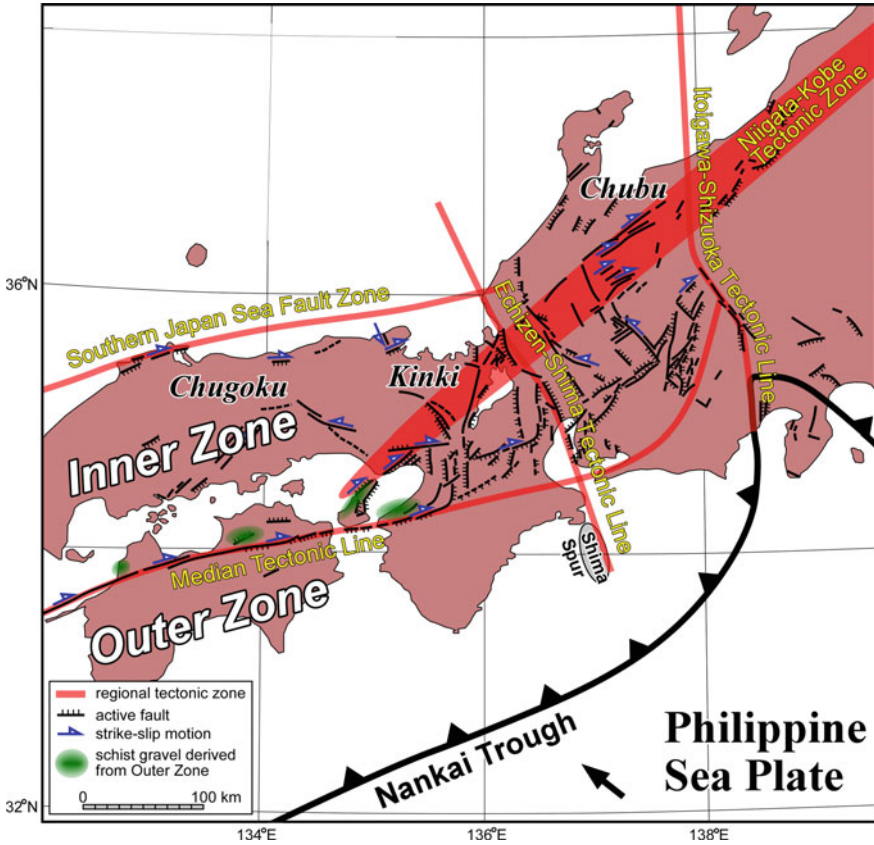 Niigata-Kobe
Tectonic Zone
Itoigawa-Shizuoka Tectonic Line
Chubu
36°N
Southern Japan Sea Fault Zone
Echizen-Shima Tectonic Line
Chugoku
Kinki
Inner Zone
Median Tectonic Line
Shima
Spur
Outer Zone
regional tectonic zone
active fault
strike-slip motion
schist gravel derived
from Outer Zone
0 100 km
Nankai Trough
Philippine
Sea Plate
32°N
134°E
136°E
138°E